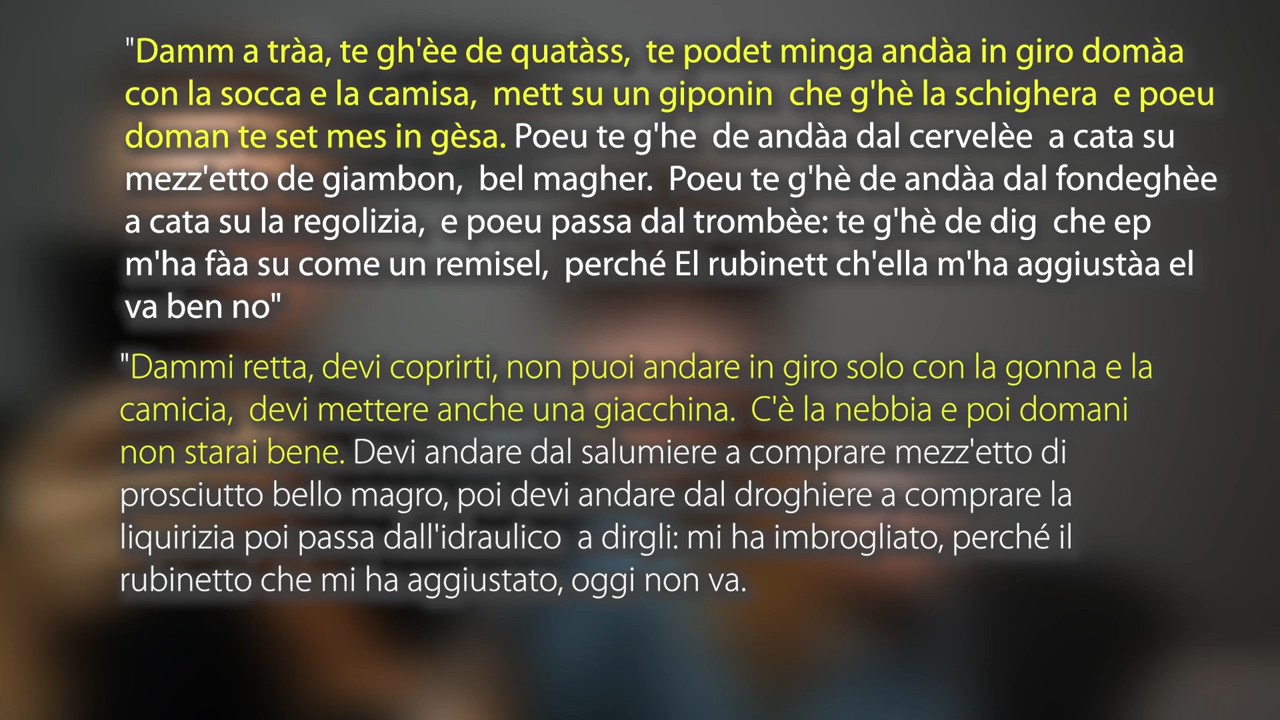 "Damm a tràa, te gh'èe de quatàss, te podet minga andàa in giro domàa
con la socca e la camisa, mett su un giponin che g'hè la schighera e poeu
doman te set mes in gèsa. Poeu te g'he de andàa dal cervelèe a cata su
mezz'etto de giambon, bel magher. Poeu te g'hè de andàa dal fondeghèe
a cata su la regolizia, e poeu passa dal trombèe: te g'hè de dig che ep
m'ha fàa su come un remisel, perché El rubinett ch'ella m'ha aggiustàa el
va ben no"
"Dammi retta, devi coprirti, non puoi andare in giro solo con la gonna e la
camicia, devi mettere anche una giacchina. C'è la nebbia e poi domani
non starai bene. Devi andare dal salumiere a comprare mezz'etto di
prosciutto bello magro, poi devi andare dal droghiere a comprare la
liquirizia poi passa dall'idraulico a dirgli: mi ha imbrogliato, perché il
rubinetto che mi ha aggiustato, oggi non va.